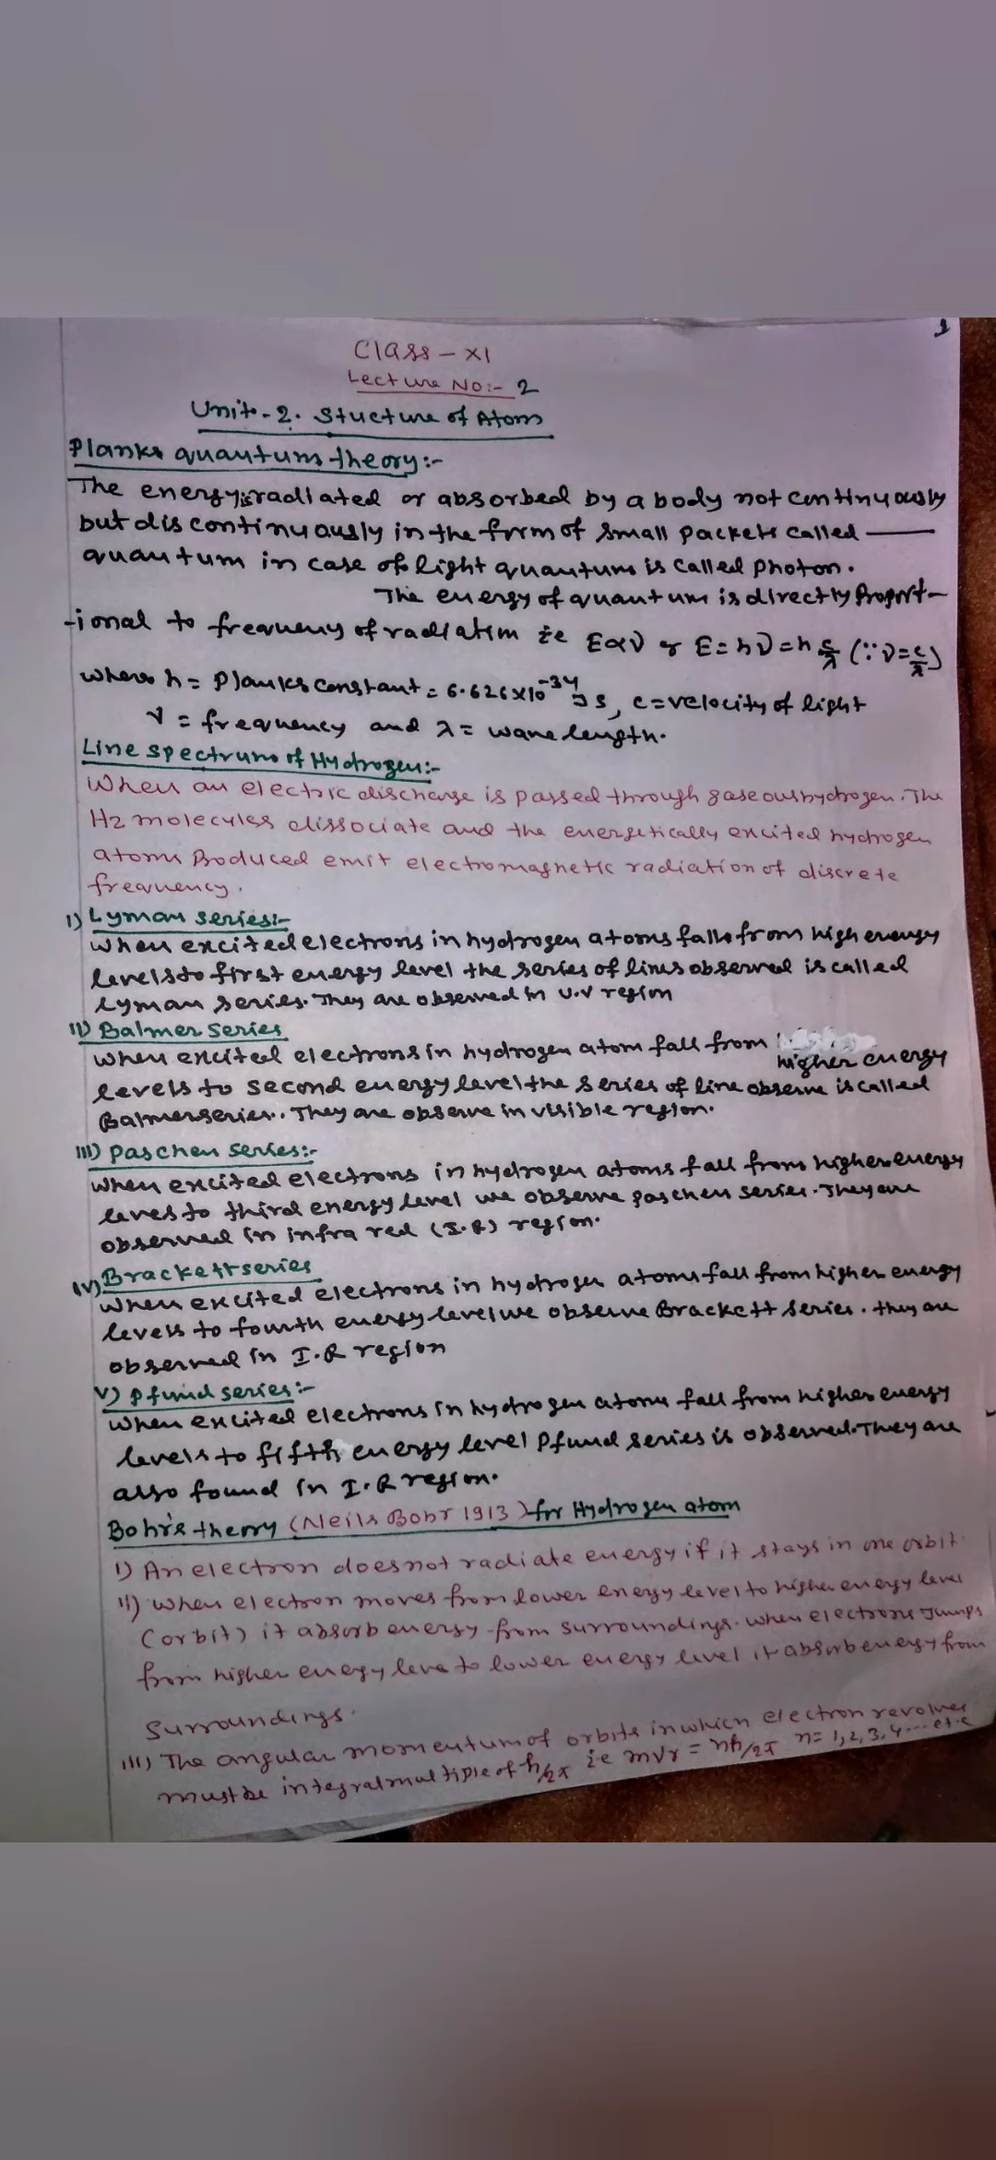 1
Class - XI
Lecture No:- 2
Unit-2. Stucture of Atom
Planks quantum theory:-
The energy is radiated or absorbed by a body not continuously
but discontinuously in the form of small packets called ——
quantum in case of light quantum is called photon.
The energy of quantum is directly Proport-
-ional to frequency of radiation ie E∝ν or E=hν=h c/λ (∵ν=c/λ)
where h= Planks constant = 6.626×10⁻³⁴Js, c=velocity of light
ν = frequency and λ= wave length.
Line spectrum of Hydrogen:-
When an electric discharge is passed through gaseous hydrogen. The
H2 molecules dissociate and the energetically excited hydrogen
atoms Produced emit electromagnetic radiation of discrete
frequency.
I) Lyman series:-
When excited electrons in hydrogen atoms falls from high energy
levels to first energy level the series of lines observed is called
Lyman series. They are observed in U.V region
II) Balmer Series
when excited electrons in hydrogen atom fall from
higher energy
levels to second energy level the series of line observe is called
Balmer series. They are observe in visible region.
III) Paschen Series:-
When excited electrons in hydrogen atoms fall from higher energy
leves to third energy level we observe paschen series. They are
observed in infra red (I.R) region.
IV) Brackett series
When excited electrons in hydrogen atoms fall from higher energy
levels to fourth energy level we observe Brackett series. they are
observed in I.R region
V) Pfund series:-
When excited electrons in hydrogen atoms fall from higher energy
levels to fifth energy level Pfund series is observed. They are
also found in I.R region.
Bohr's theory (Neils Bohr 1913) for Hydrogen atom
I) An electron does not radiate energy if it stays in one orbit.
II) When electron moves from lower energy level to higher energy level
(orbit) it absorb energy from surroundings. when electrons Jumps
from higher energy leve to lower energy level it absorb energy from
Surroundings.
III) The angular momentum of orbits in which electron revolves
must be integral multiple of h/2π ie mvr = nh/2π n= 1,2,3,4... etc